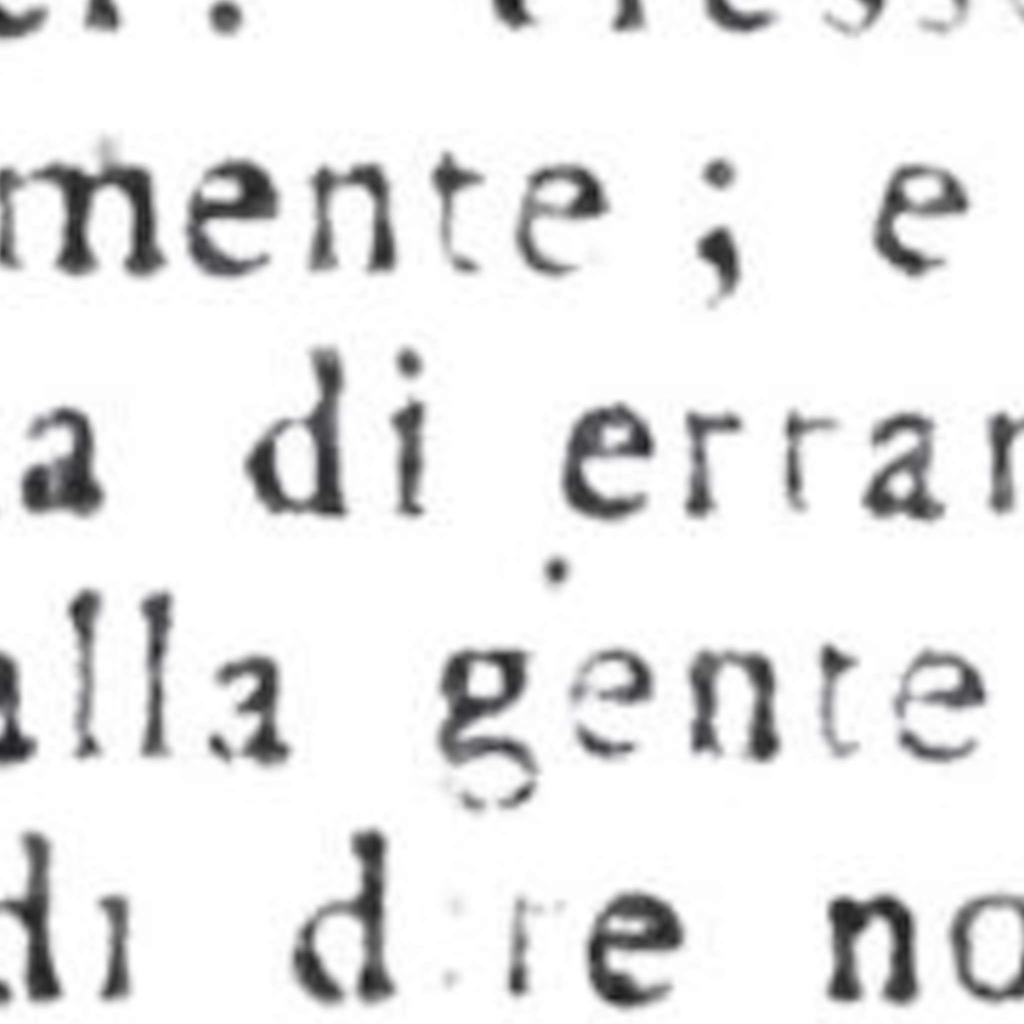 mente ; e
a di errar
alla gente
di dire no